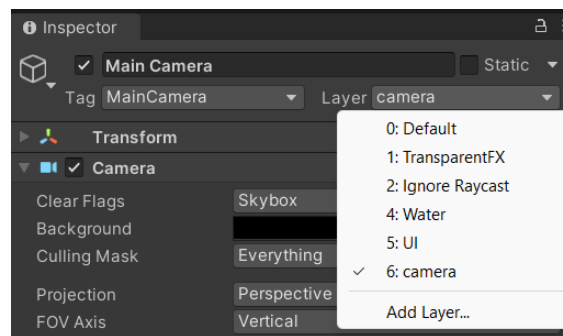 Inspector
Main Camera Static
Tag MainCamera Layer camera
0: Default
1: TransparentFX
2: Ignore Raycast
4: Water
5: UI
6: camera
Add Layer...
Transform
Camera
Clear Flags Skybox
Background
Culling Mask Everything
Projection Perspective
FOV Axis Vertical